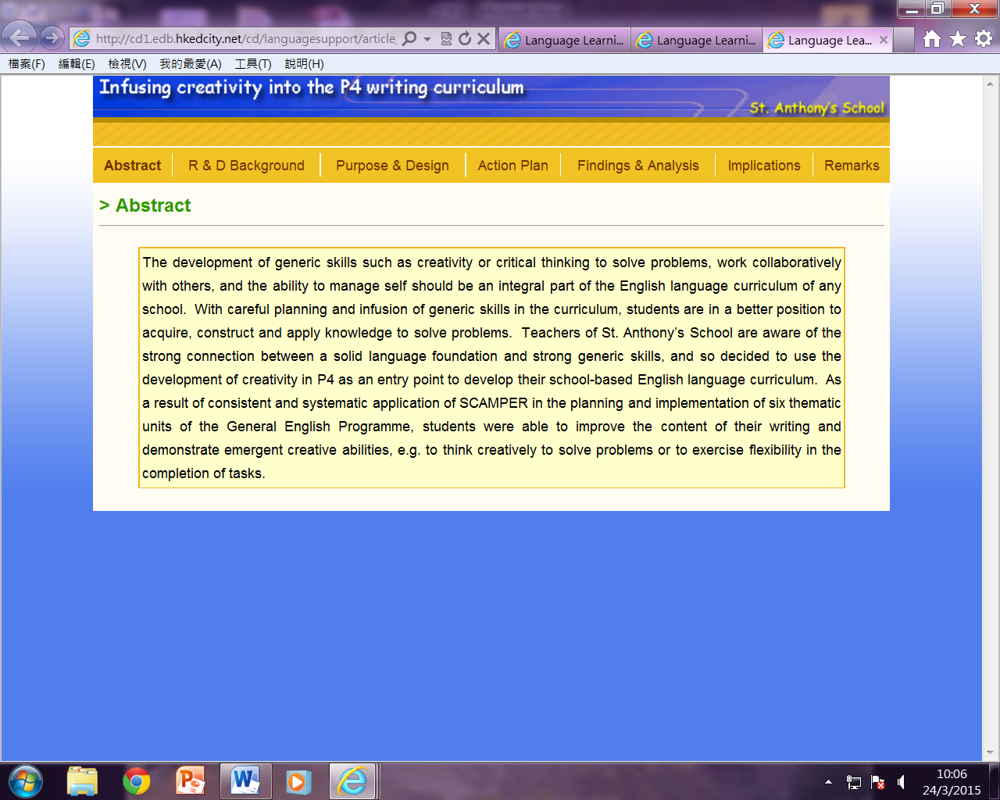 http://cd1.edb.hkedcity.net/cd/languagesupport/article,
Language Learni...
Language Learni...
Language Lea...
檔案(F) 編輯(E) 檢視(V) 我的最愛(A) 工具(T) 說明(H)
Infusing creativity into the P4 writing curriculum
St. Anthony's School
Abstract
R & D Background
Purpose & Design
Action Plan
Findings & Analysis
Implications
Remarks
> Abstract
The development of generic skills such as creativity or critical thinking to solve problems, work collaboratively
with others, and the ability to manage self should be an integral part of the English language curriculum of any
school. With careful planning and infusion of generic skills in the curriculum, students are in a better position to
acquire, construct and apply knowledge to solve problems. Teachers of St. Anthony's School are aware of the
strong connection between a solid language foundation and strong generic skills, and so decided to use the
development of creativity in P4 as an entry point to develop their school-based English language curriculum. As
a result of consistent and systematic application of SCAMPER in the planning and implementation of six thematic
units of the General English Programme, students were able to improve the content of their writing and
demonstrate emergent creative abilities, e.g. to think creatively to solve problems or to exercise flexibility in the
completion of tasks.
10:06
24/3/2015